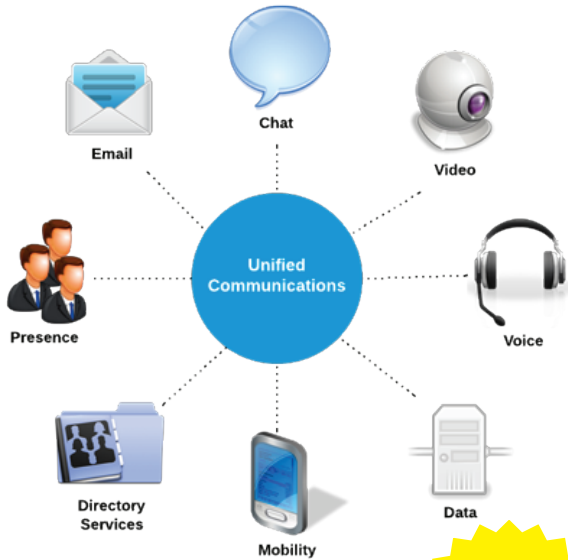 Chat
Email
Video
Unified
Communications
Presence
Voice
Directory
Services
Data
Mobility